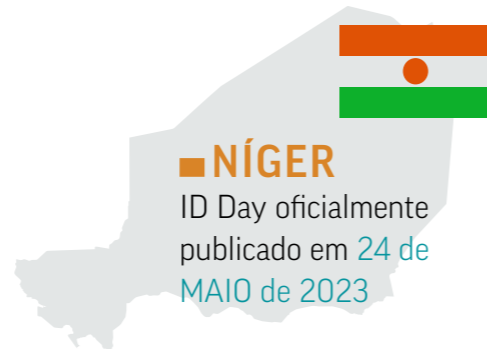 NÍGER
ID Day oficialmente
publicado em 24 de
MAIO de 2023